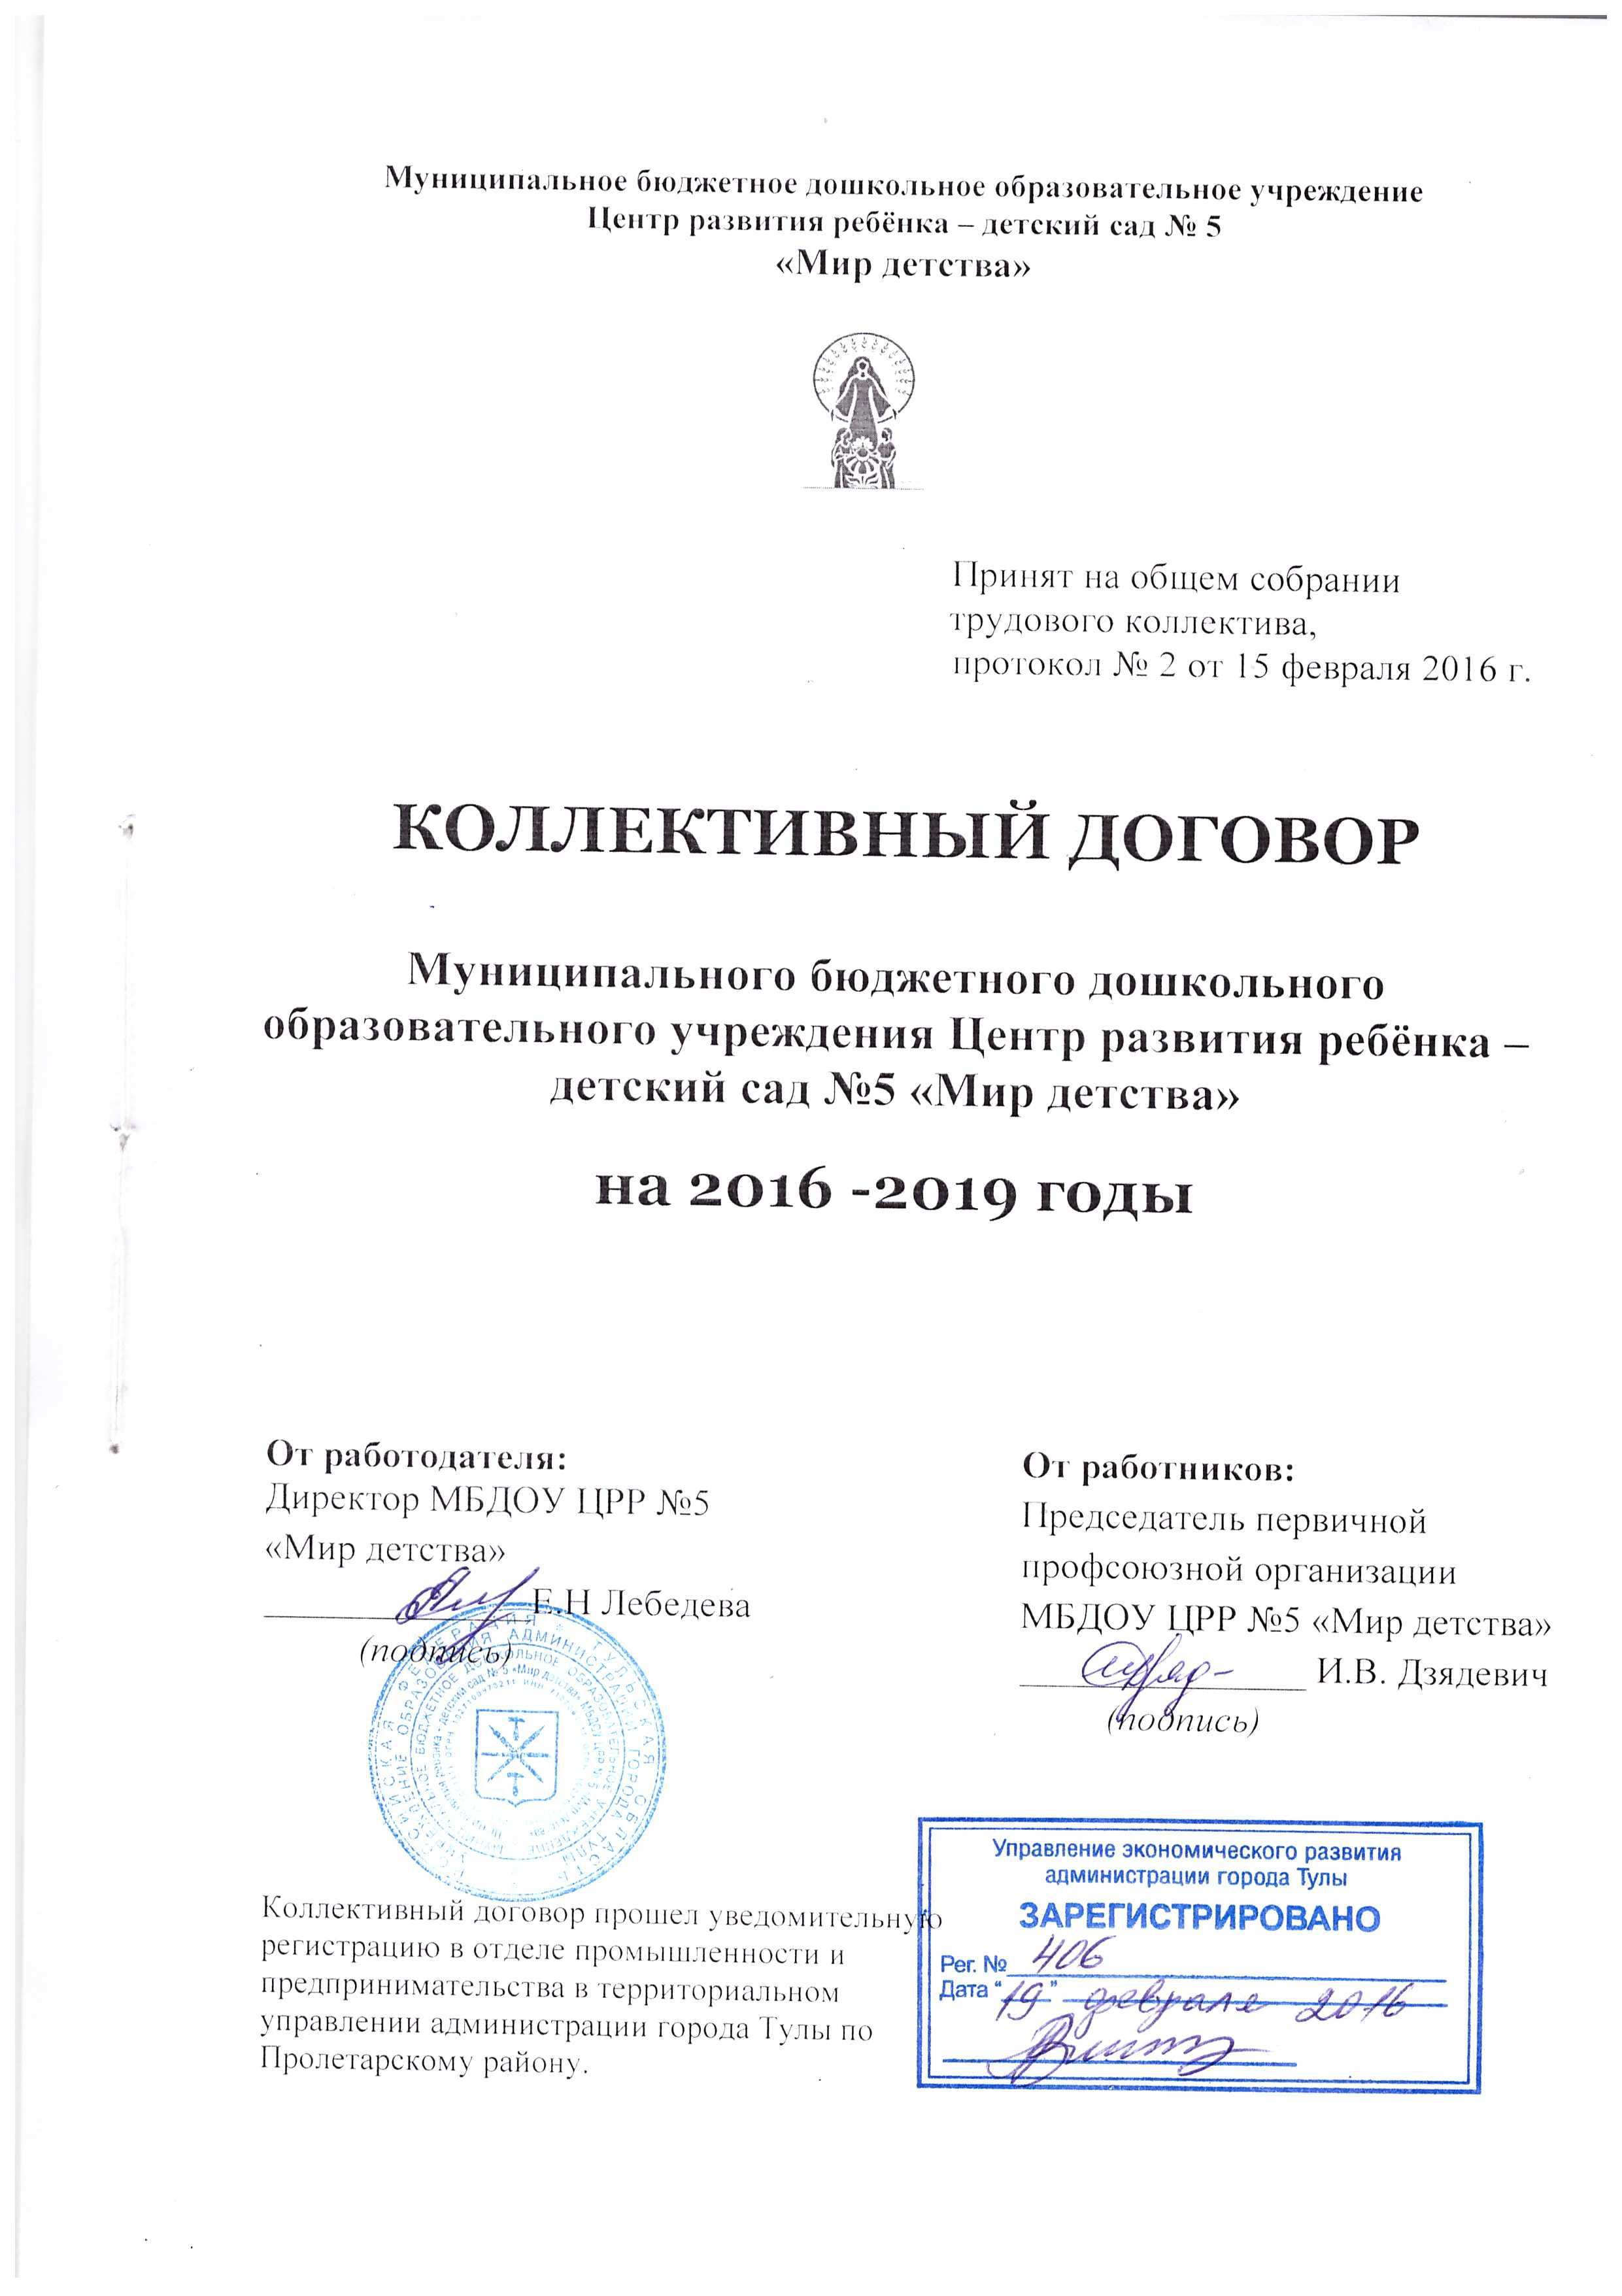 Муниципальное бюджетное дошкольное образовательное учреждение
Центр развития ребёнка – детский сад № 5
«Мир детства»
Принят на общем собрании
трудового коллектива,
протокол № 2 от 15 февраля 2016 г.
КОЛЛЕКТИВНЫЙ ДОГОВОР
Муниципального бюджетного дошкольного
образовательного учреждения Центр развития ребёнка –
детский сад №5 «Мир детства»
на 2016 -2019 годы
От работодателя:
Директор МБДОУ ЦРР №5
«Мир детства»
Е.Н Лебедева
(подпись)
От работников:
Председатель первичной
профсоюзной организации
МБДОУ ЦРР №5 «Мир детства»
И.В. Дзядевич
(подпись)
Коллективный договор прошел уведомительную
регистрацию в отделе промышленности и
предпринимательства в территориальном
управлении администрации города Тулы по
Пролетарскому району.
Управление экономического развития
администрации города Тулы
ЗАРЕГИСТРИРОВАНО
Рег. № 406
Дата “19” февраля 2016